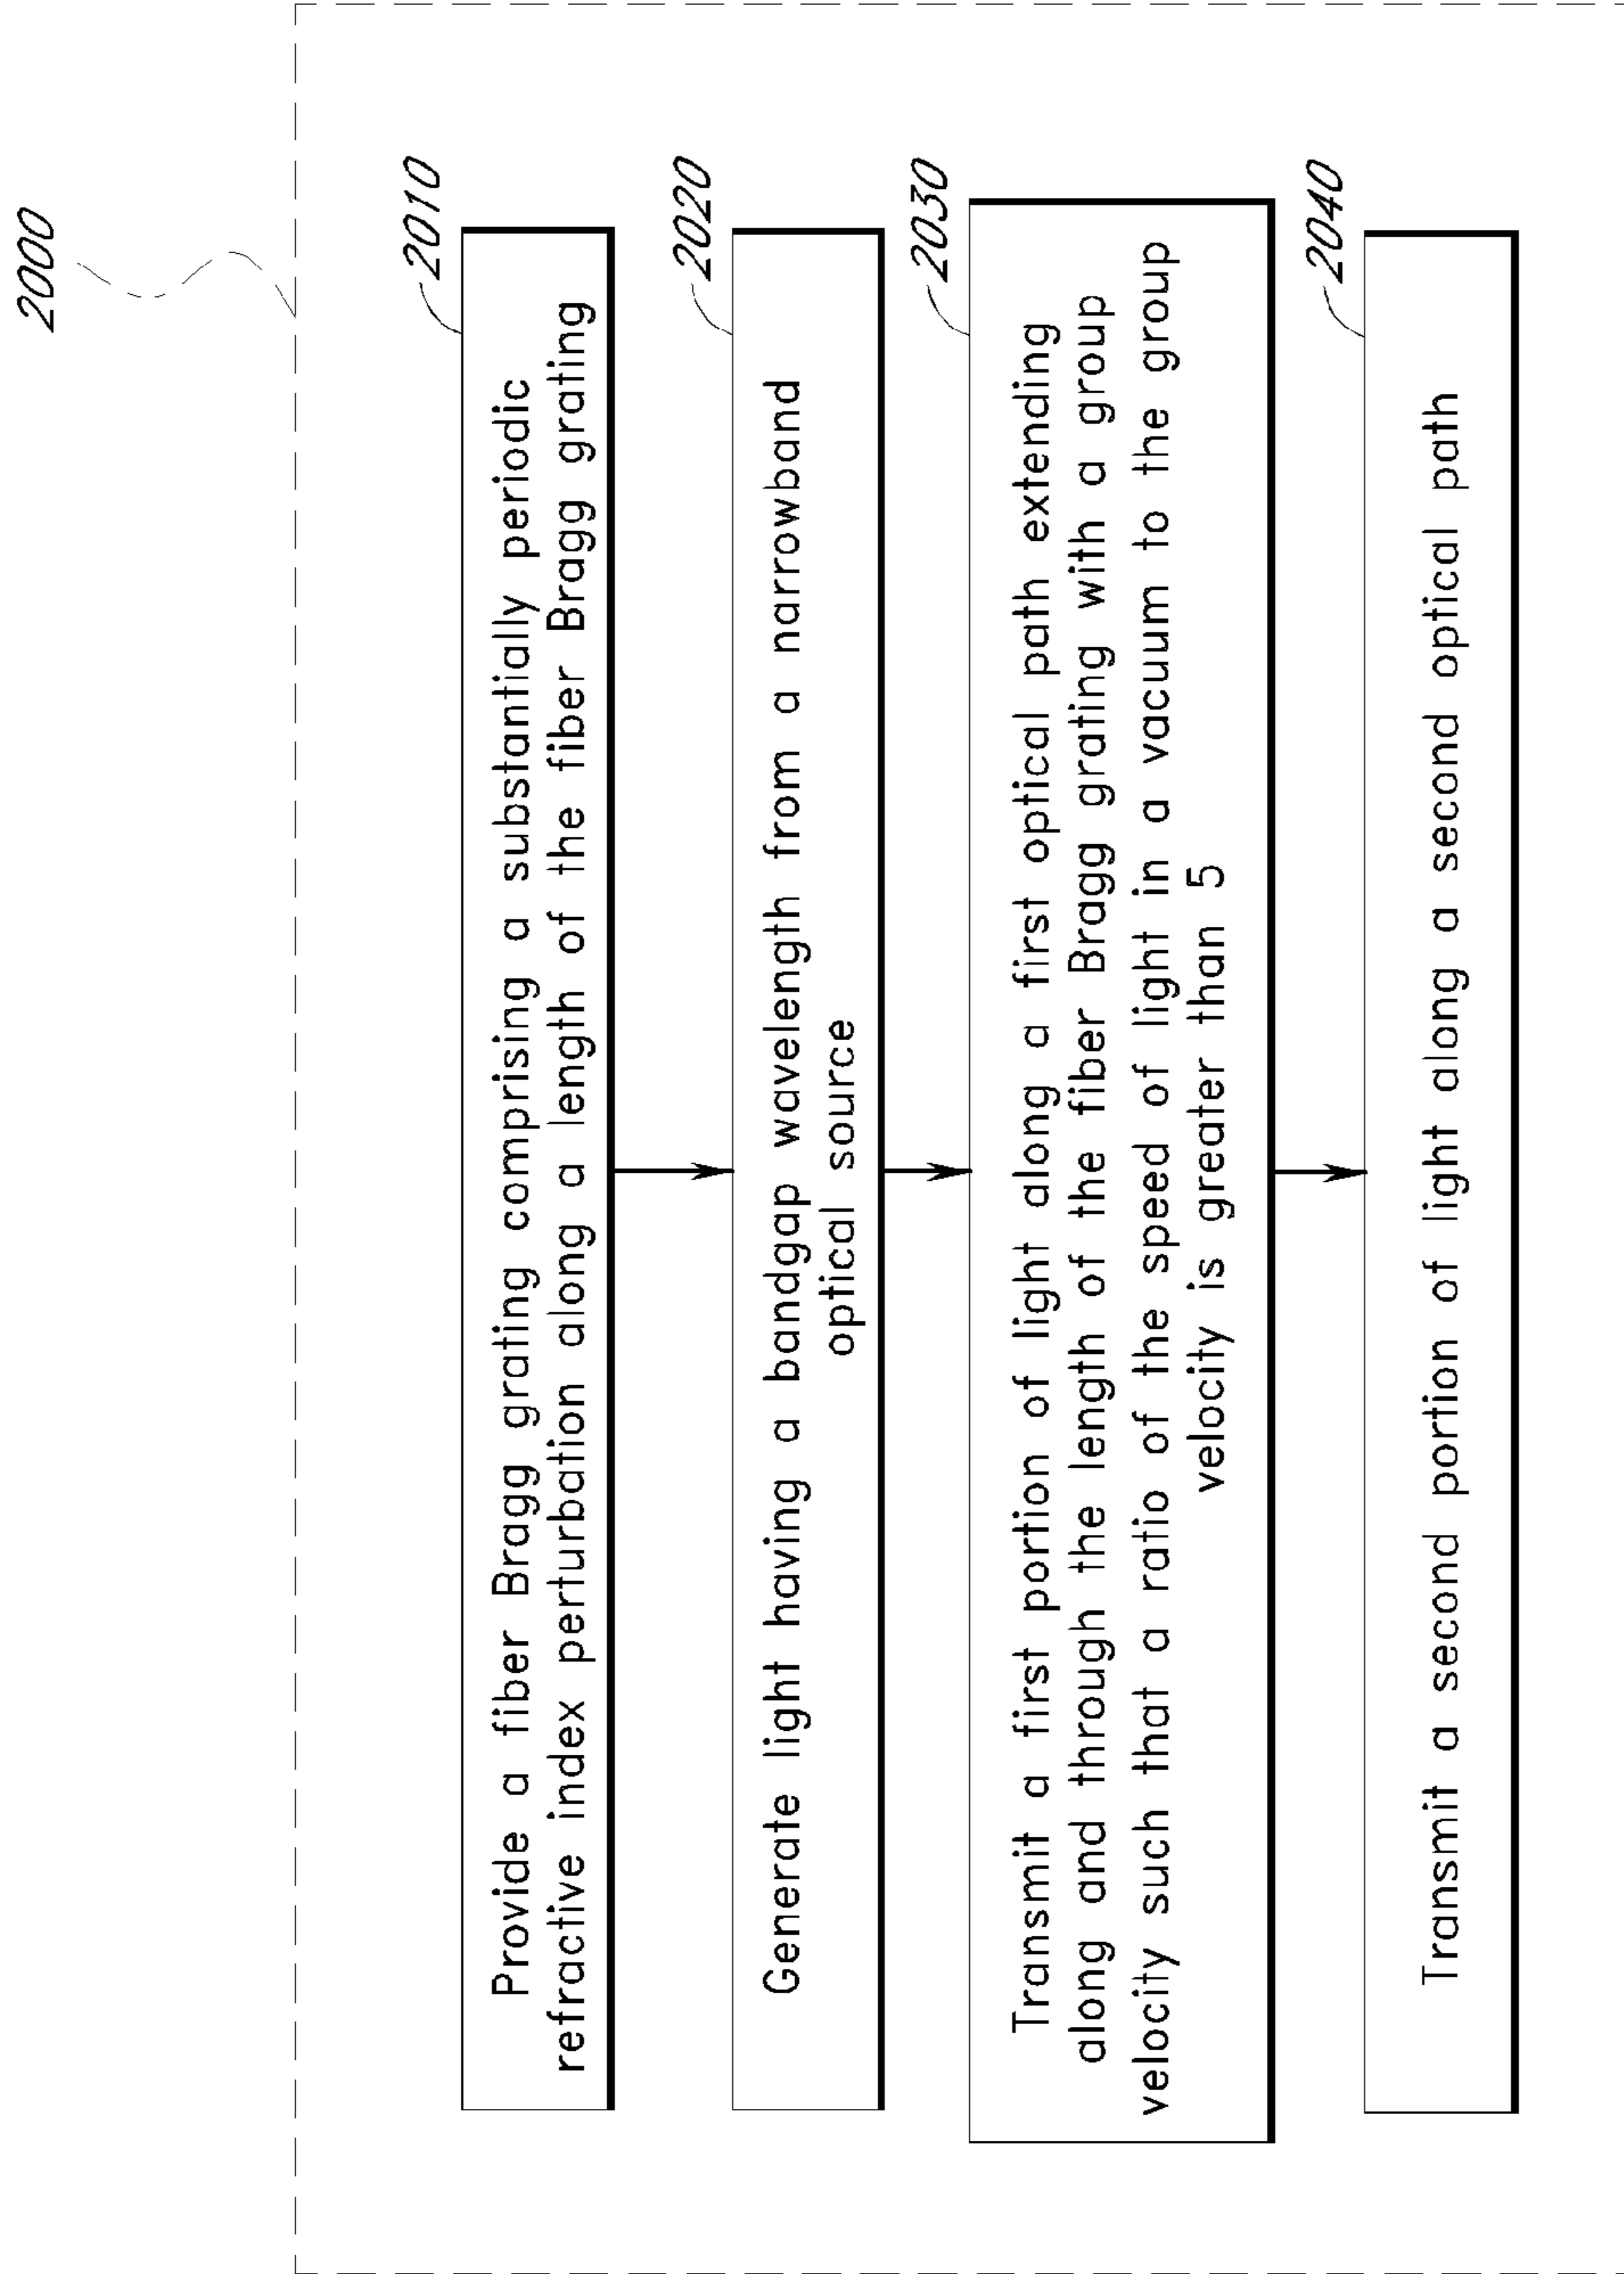 2000
2010
Provide a fiber Bragg grating comprising a substantially periodic
refractive index perturbation along a length of the fiber Bragg grating
2020
Generate light having a bandgap wavelength from a narrowband
optical source
2030
Transmit a first portion of light along a first optical path extending
along and through the length of the fiber Bragg grating with a group
velocity such that a ratio of the speed of light in a vacuum to the group
velocity is greater than 5
2040
Transmit a second portion of light along a second optical path